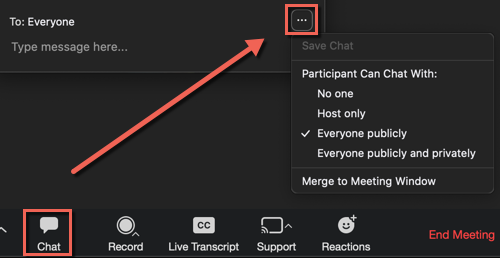 To: Everyone
...
Type message here...
Save Chat
Participant Can Chat With:
No one
Host only
Everyone publicly
Everyone publicly and privately
Merge to Meeting Window
CC
Chat
Record
Live Transcript
Support
Reactions
End Meeting